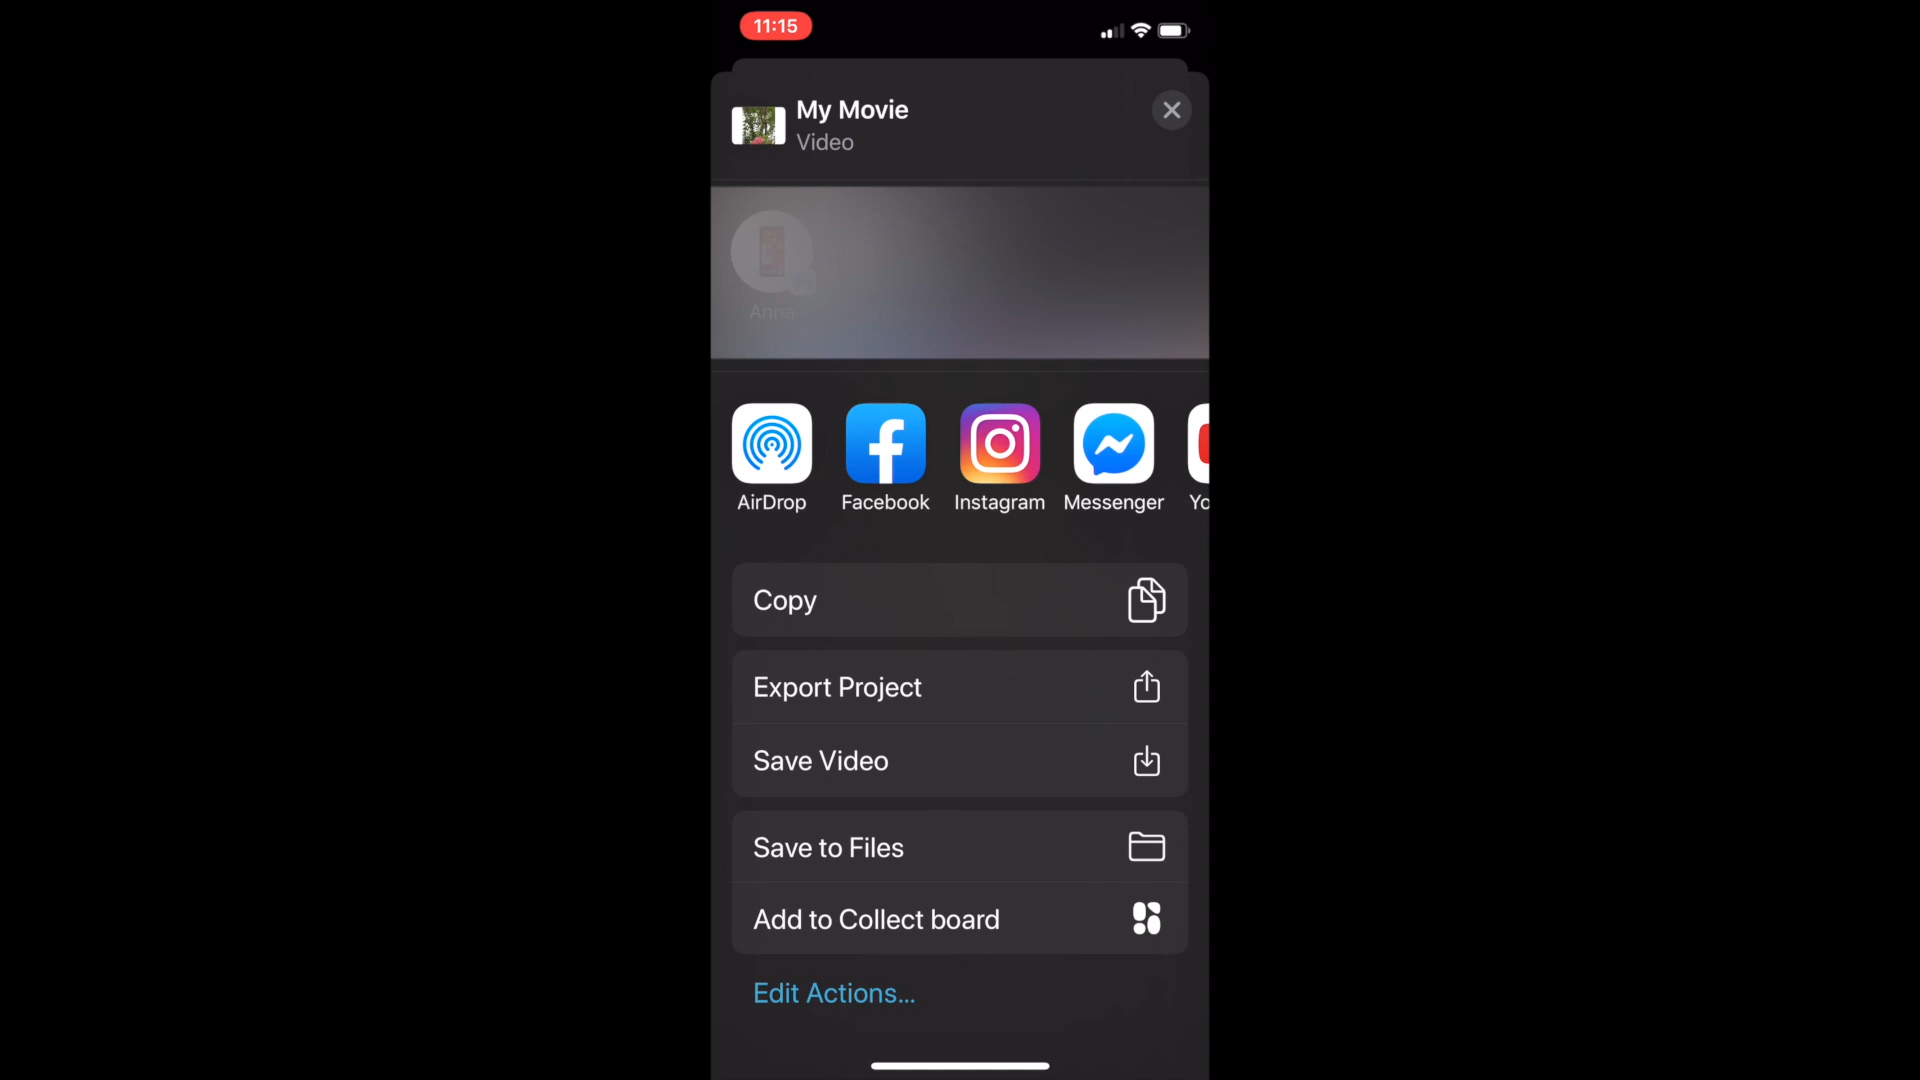 11:15
My Movie
Video
Anna
AirDrop
Facebook
Instagram
Messenger
Yo
Copy
Export Project
Save Video
Save to Files
Add to Collect board
Edit Actions...